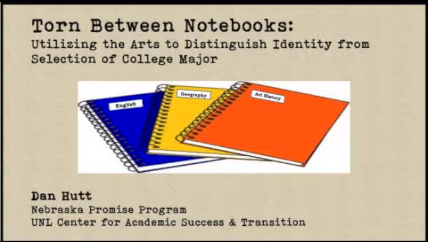 Torn Between Notebooks:
Utilizing the Arts to Distinguish Identity from
Selection of College Major
English
Geography
Art History
Dan Hutt
Nebraska Promise Program
UNL Center for Academic Success & Transition